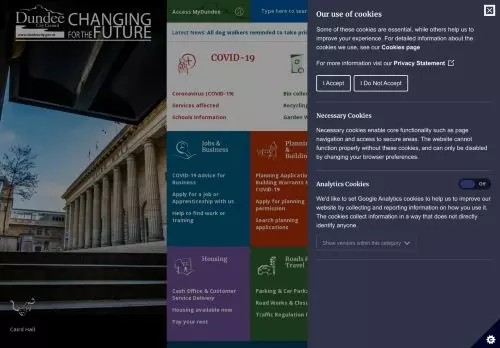 Dundee
City Council
CHANGING
FOR THE FUTURE
www.dundeecity.gov.uk
Caird Hall
Access MyDundee
Type here to sear
Latest News: All dog walkers reminded to take pri
COVID-19
Coronavirus (COVID-19)
Services affected
Schools Information
Bin colle
Recycling
Garden W
Jobs &
Business
COVID-19 Advice for
Business
Apply for a job or
Apprenticeship with us
Help to find work or
training
Planning
&
Building
Planning Application
Building Warrants &
COVID-19
Apply for planning
permission
Search planning
applications
Housing
Cash Office & Customer
Service Delivery
Housing available now
Pay your rent
Roads &
Travel
Parking & Car Parks
Road Works & Closu
Traffic Regulation
Our use of cookies
Some of these cookies are essential, while others help us to
improve your experience. For detailed information about the
cookies we use, see our Cookies page
For more information vist our Privacy Statement
I Accept
I Do Not Accept
Necessary Cookies
Necessary cookies enable core functionality such as page
navigation and access to secure areas. The website cannot
function properly without these cookies, and can only be disabled
by changing your browser preferences.
Analytics Cookies
Off
We'd like to set Google Analytics cookies to help us to improve our
website by collecting and reporting information on how you use it.
The cookies collect information in a way that does not directly
identify anyone.
Show vendors within this category